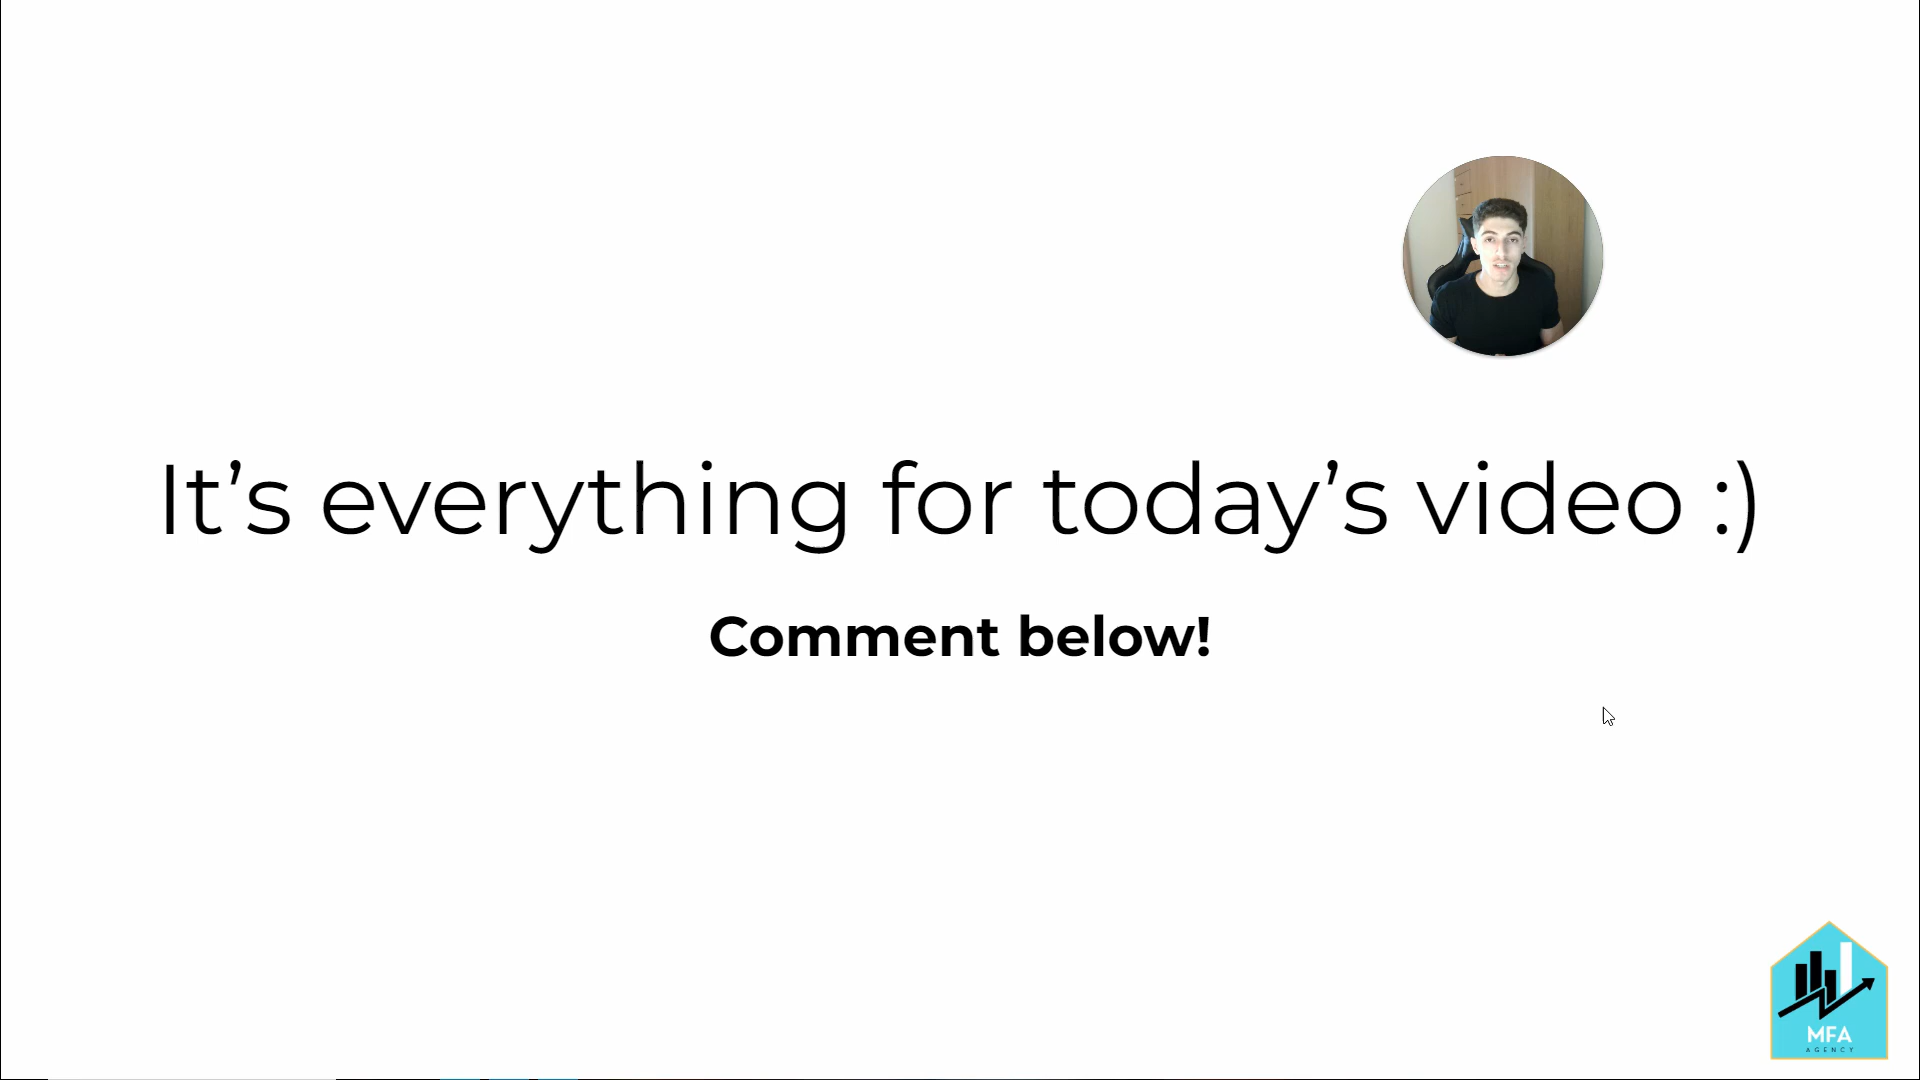 It’s everything for today’s video :)
Comment below!
MFA
AGENCY